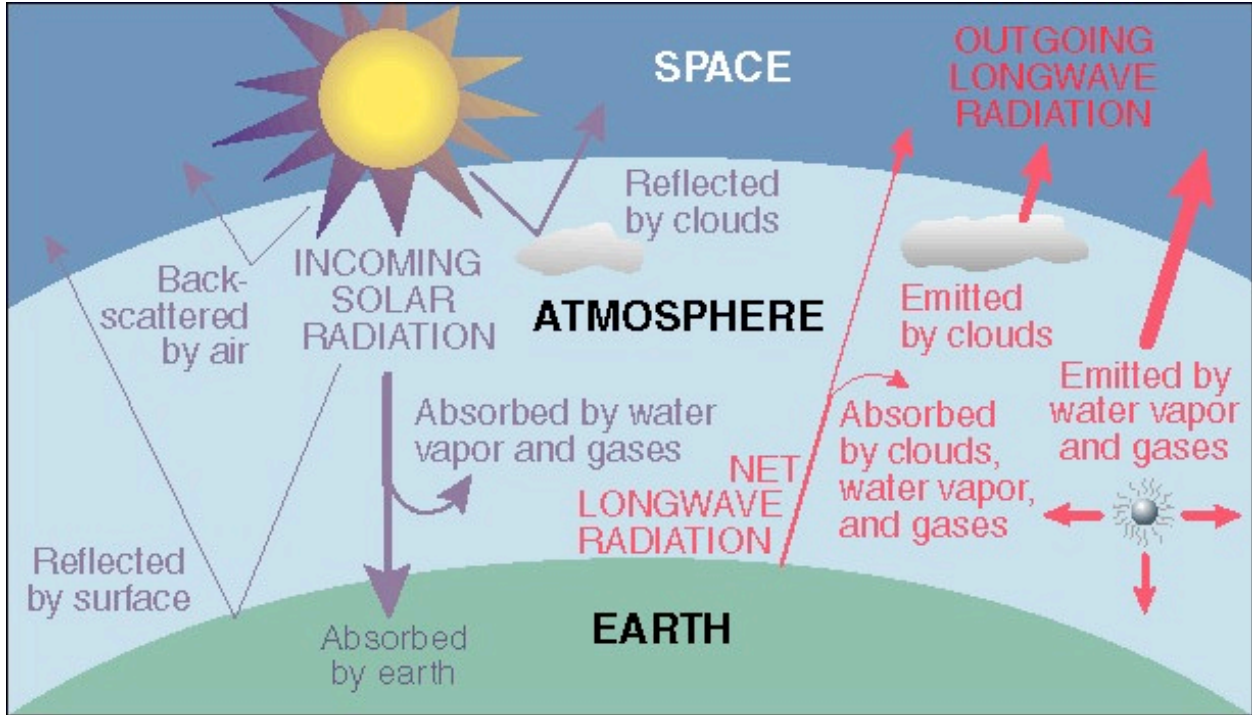 SPACE
OUTGOING
LONGWAVE
RADIATION
Reflected
by clouds
Back-
scattered
by air
INCOMING
SOLAR
RADIATION
ATMOSPHERE
Emitted
by clouds
Emitted by
water vapor
and gases
Absorbed by water
vapor and gases
Absorbed
by clouds,
water vapor,
and gases
NET
LONGWAVE
RADIATION
Reflected
by surface
Absorbed
by earth
EARTH